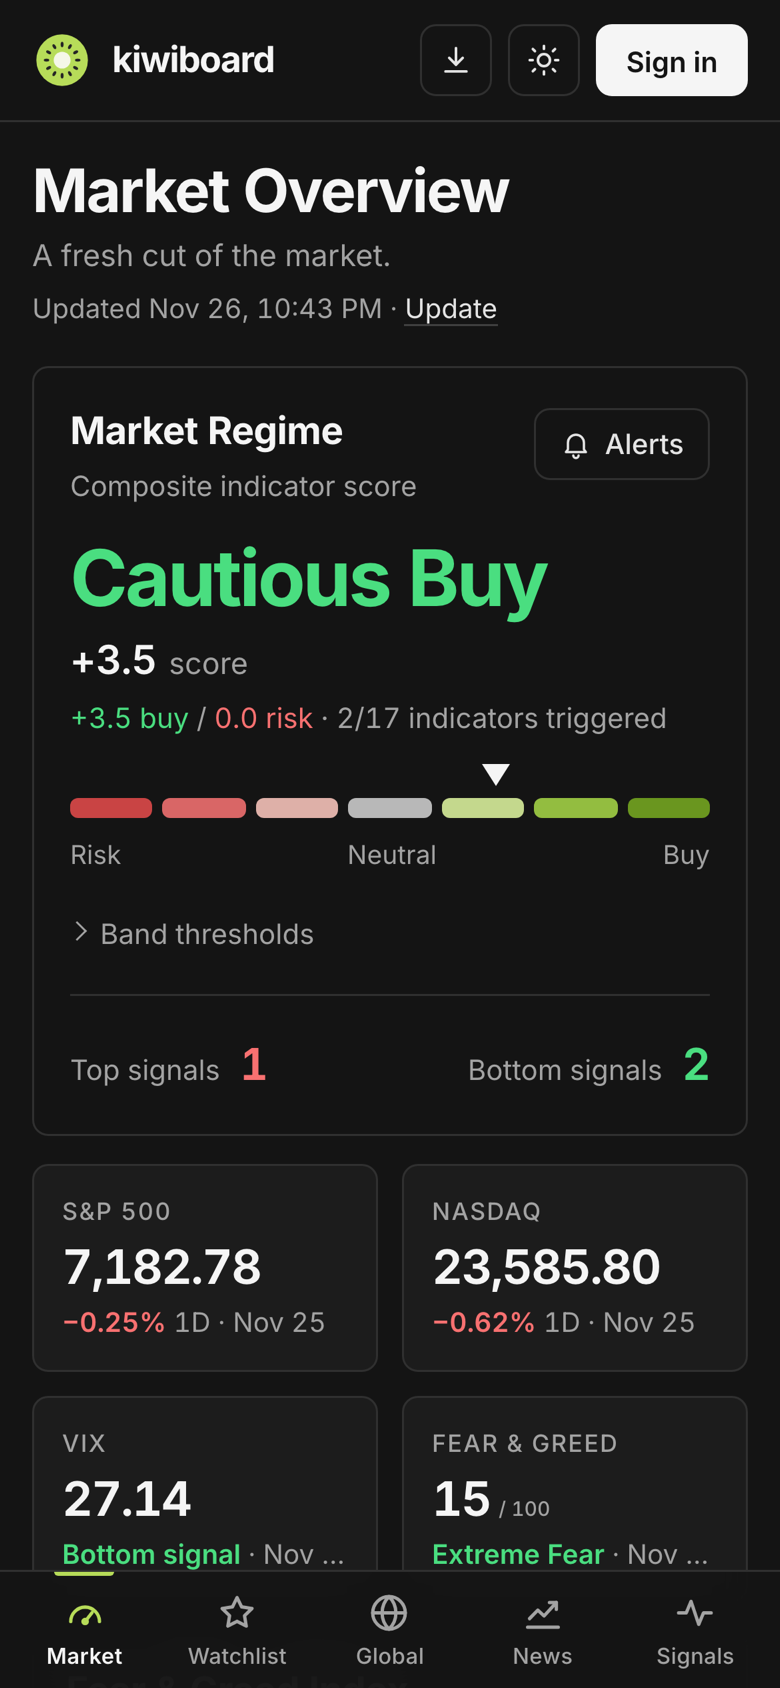 kiwiboard
Sign in
Market Overview
A fresh cut of the market.
Updated Nov 26, 10:43 PM · Update
Market Regime
Alerts
Composite indicator score
Cautious Buy
+3.5 score
+3.5 buy / 0.0 risk · 2/17 indicators triggered
Risk Neutral Buy
Band thresholds
Top signals 1 Bottom signals 2
S&P 500
7,182.78
−0.25% 1D · Nov 25
NASDAQ
23,585.80
−0.62% 1D · Nov 25
VIX
27.14
Bottom signal · Nov ...
FEAR & GREED
15 / 100
Extreme Fear · Nov ...
Market Watchlist Global News Signals